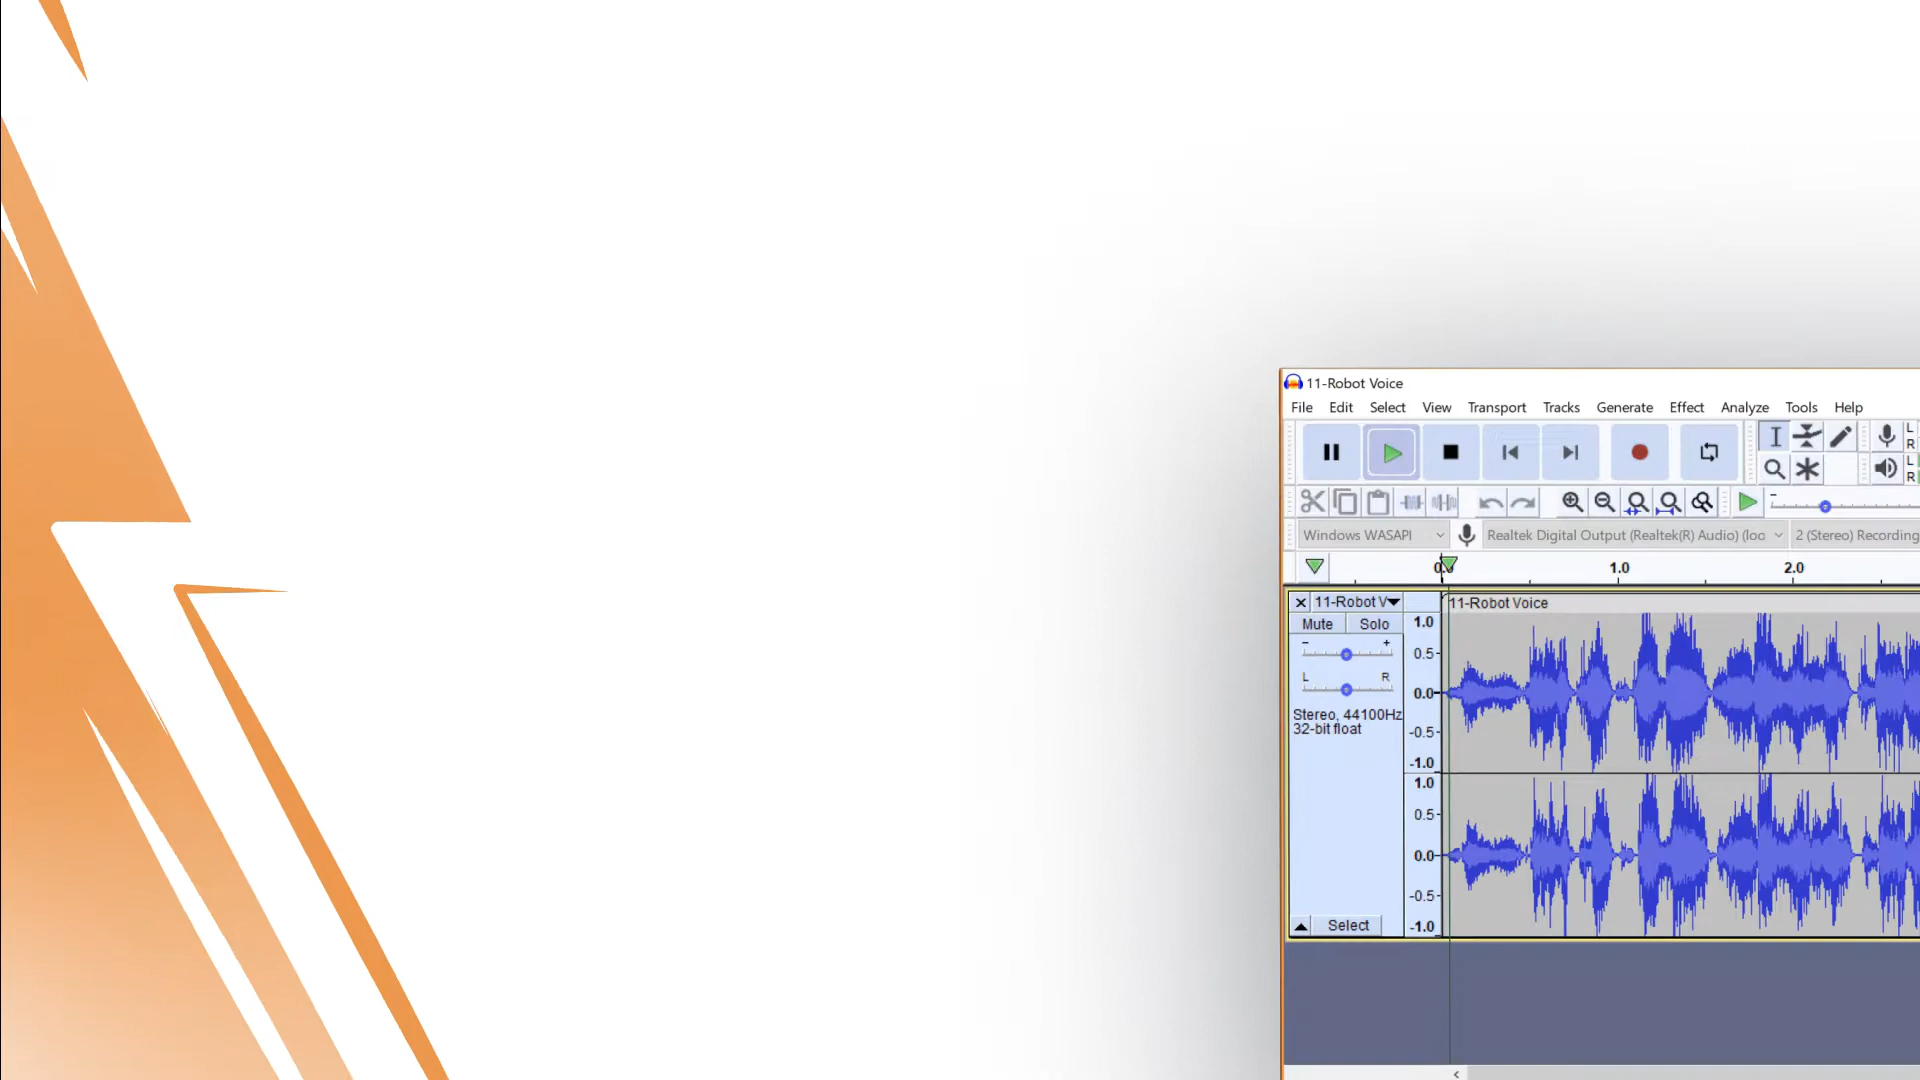 11-Robot Voice
File Edit Select View Transport Tracks Generate Effect Analyze Tools Help
L
R
L
R
Windows WASAPI Realtek Digital Output (Realtek(R) Audio) (loo 2 (Stereo) Recording
0.0 1.0 2.0
11-Robot V 11-Robot Voice
Mute Solo
- +
L R
Stereo, 44100Hz
32-bit float
1.0
0.5
0.0
-0.5
-1.0
1.0
0.5
0.0
-0.5
-1.0
Select